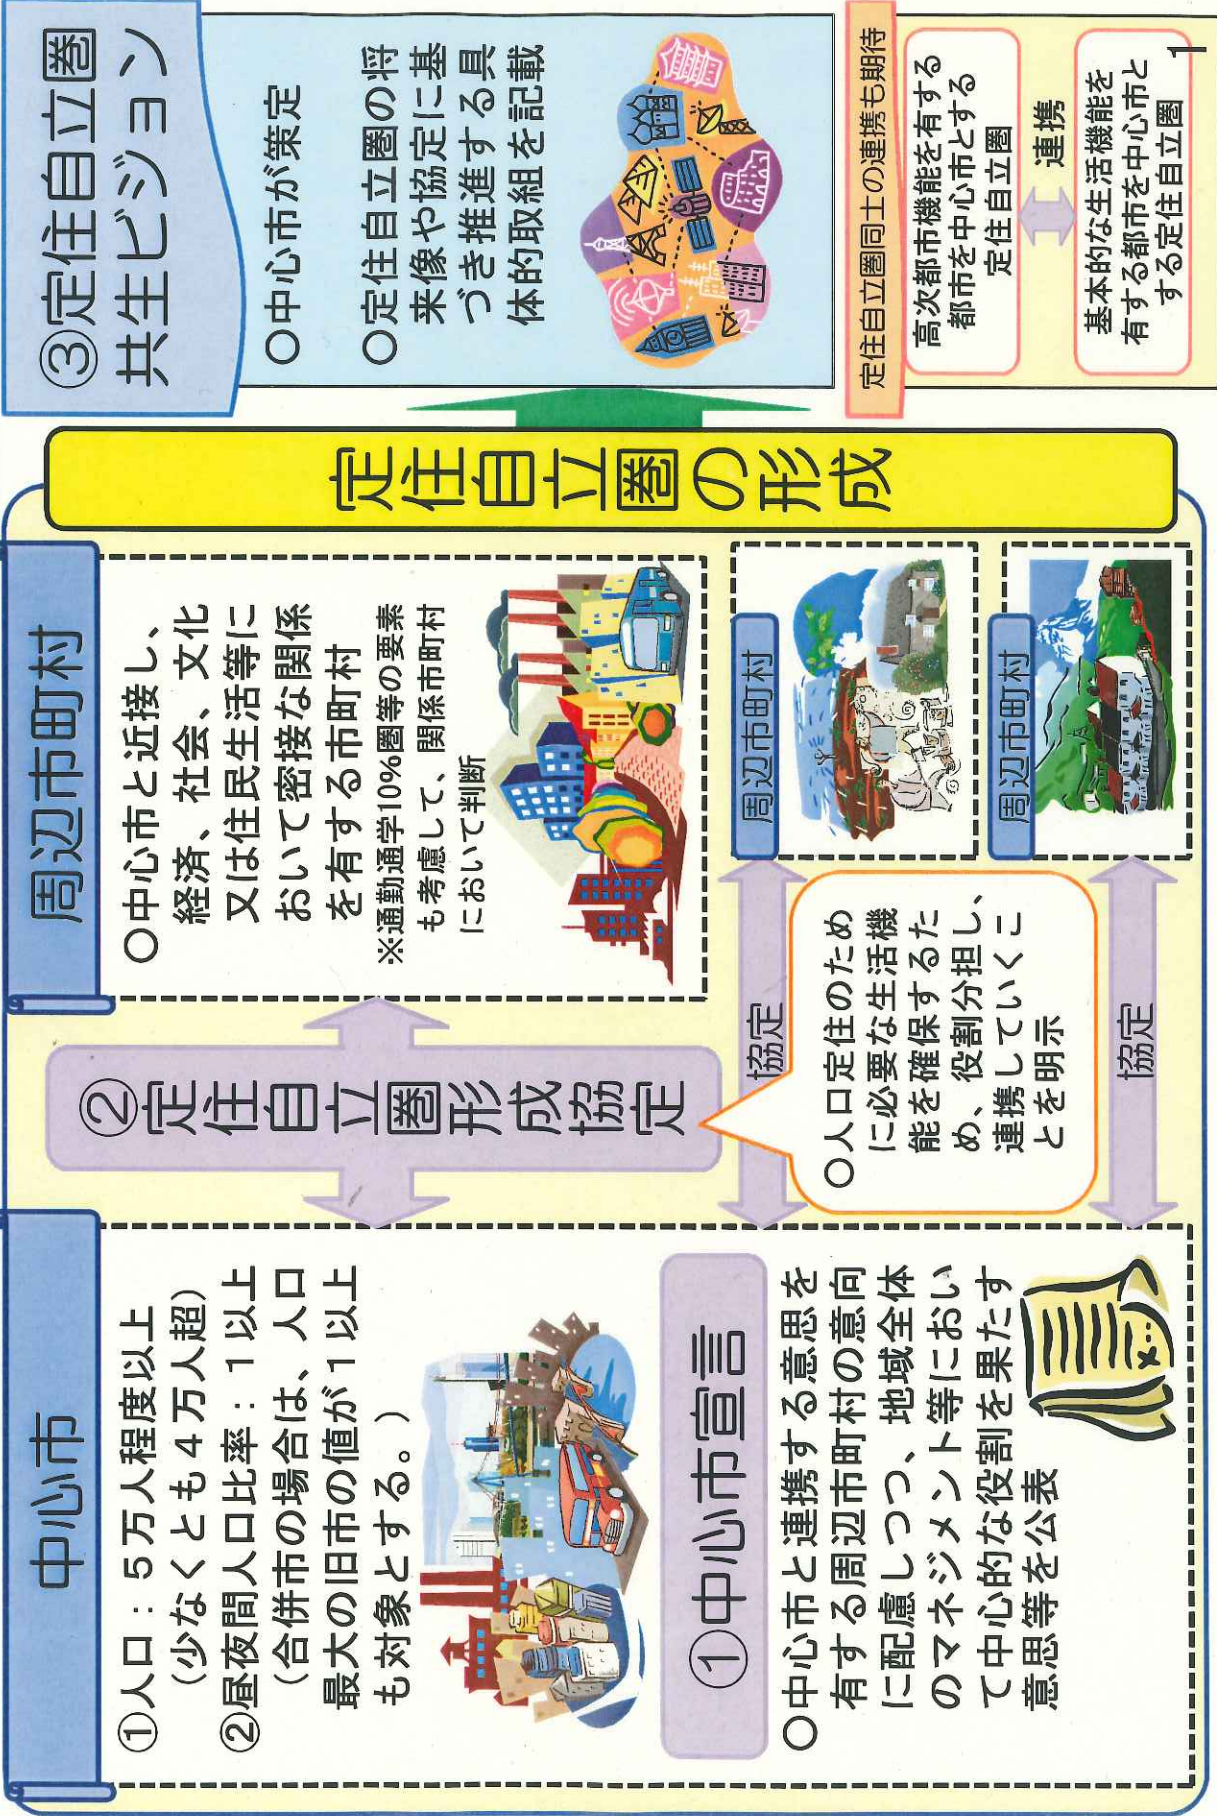 中心市
①人口：５万人程度以上
（少なくとも４万人超）
②昼夜間人口比率：１以上
（合併市の場合は、人口
最大の旧市の値が１以上
も対象とする。）
①中心市宣言
○中心市と連携する意思を
有する周辺市町村の意向
に配慮しつつ、地域全体
のマネジメント等におい
て中心的な役割を果たす
意思等を公表
②定住自立圏形成協定
協定
○人口定住のため
に必要な生活機
能を確保するた
め、役割分担し、
連携していくこ
とを明示
協定
周辺市町村
○中心市と近接し、
経済、社会、文化
又は住民生活等に
おいて密接な関係
を有する市町村
※通勤通学10%圏等の要素
も考慮して、関係市町村
において判断
周辺市町村
周辺市町村
定住自立圏の形成
③定住自立圏
共生ビジョン
○中心市が策定
○定住自立圏の将
来像や協定に基
づき推進する具
体的取組を記載
定住自立圏同士の連携も期待
高次都市機能を有する
都市を中心市とする
定住自立圏
連携
基本的な生活機能を
有する都市を中心市と
する定住自立圏
1